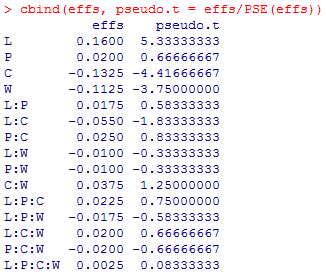 > cbind(effs, pseudo.t = effs/PSE(effs))
effs pseudo.t
L 0.1600 5.33333333
P 0.0200 0.66666667
C -0.1325 -4.41666667
W -0.1125 -3.75000000
L:P 0.0175 0.58333333
L:C -0.0550 -1.83333333
P:C 0.0250 0.83333333
L:W -0.0100 -0.33333333
P:W -0.0100 -0.33333333
C:W 0.0375 1.25000000
L:P:C 0.0225 0.75000000
L:P:W -0.0175 -0.58333333
L:C:W 0.0200 0.66666667
P:C:W -0.0200 -0.66666667
L:P:C:W 0.0025 0.08333333